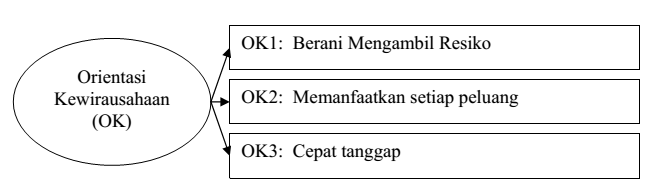 Orientasi
Kewirausahaan
(OK)
OK1: Berani Mengambil Resiko
OK2: Memanfaatkan setiap peluang
OK3: Cepat tanggap